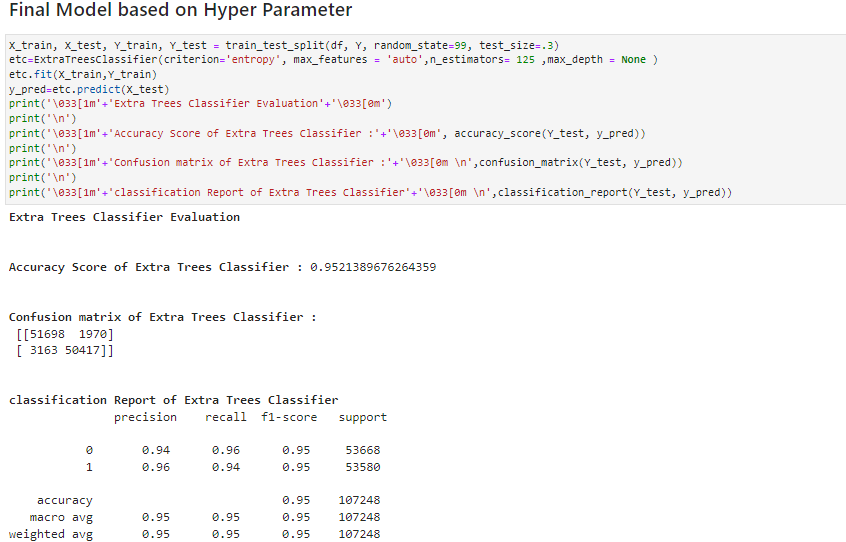 Final Model based on Hyper Parameter
X_train, X_test, Y_train, Y_test = train_test_split(df, Y, random_state=99, test_size=.3)
etc=ExtraTreesClassifier(criterion='entropy', max_features = 'auto',n_estimators= 125 ,max_depth = None )
etc.fit(X_train,Y_train)
y_pred=etc.predict(X_test)
print('\033[1m'+'Extra Trees Classifier Evaluation'+'\033[0m')
print('\n')
print('\033[1m'+'Accuracy Score of Extra Trees Classifier :'+'\033[0m', accuracy_score(Y_test, y_pred))
print('\n')
print('\033[1m'+'Confusion matrix of Extra Trees Classifier :'+'\033[0m \n',confusion_matrix(Y_test, y_pred))
print('\n')
print('\033[1m'+'classification Report of Extra Trees Classifier'+'\033[0m \n',classification_report(Y_test, y_pred))
Extra Trees Classifier Evaluation
Accuracy Score of Extra Trees Classifier : 0.9521389676264359
Confusion matrix of Extra Trees Classifier :
[[51698  1970]
[ 3163 50417]]
classification Report of Extra Trees Classifier
precision    recall  f1-score   support
0       0.94      0.96      0.95     53668
1       0.96      0.94      0.95     53580
accuracy                           0.95    107248
macro avg       0.95      0.95      0.95    107248
weighted avg       0.95      0.95      0.95    107248